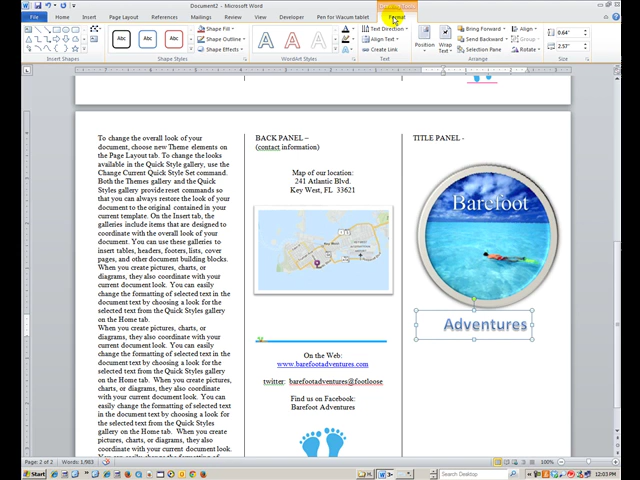 Document2 - Microsoft Word
Drawing Tools
File
Home
Insert
Page Layout
References
Mailings
Review
View
Developer
Pen for Wacum tablet
Format
Abc
Abc
Abc
Shape Fill
Shape Outline
Shape Effects
A
A
A
Text Direction
Align Text
Create Link
Position
Wrap Text
Bring Forward
Send Backward
Selection Pane
Align
Group
Rotate
0.64"
2.57"
Insert Shapes
Shape Styles
WordArt Styles
Text
Arrange
Size
To change the overall look of your
document, choose new Theme elements on
the Page Layout tab. To change the looks
available in the Quick Style gallery, use the
Change Current Quick Style Set command.
Both the Themes gallery and the Quick
Styles gallery provide reset commands so
that you can always restore the look of your
document to the original contained in your
current template. On the Insert tab, the
galleries include items that are designed to
coordinate with the overall look of your
document. You can use these galleries to
insert tables, headers, footers, lists, cover
pages, and other document building blocks.
When you create pictures, charts, or
diagrams, they also coordinate with your
current document look. You can easily
change the formatting of selected text in
the document text by choosing a look for
the selected text from the Quick Styles
gallery on the Home tab.
When you create pictures, charts, or
diagrams, they also coordinate with your
current document look. You can easily
change the formatting of selected text in
the document text by choosing a look for
the selected text from the Quick Styles
gallery on the Home tab. When you create
pictures, charts, or diagrams, they also
coordinate with your current document
look. You can easily change the formatting
of selected text in the document text by
choosing a look for the selected text from
the Quick Styles gallery on the Home tab.
When you create pictures, charts, or
diagrams, they also coordinate with your
current document look.
BACK PANEL –
(contact information)
Map of our location:
241 Atlantic Blvd.
Key West, FL 33621
On the Web:
www.barefootadventures.com
twitter: barefootadventures@footloose
Find us on Facebook:
Barefoot Adventures
TITLE PANEL -
Barefoot
Adventures
Page: 2 of 2
Words: 1/983
100%
Start
Search Desktop
12:03 PM